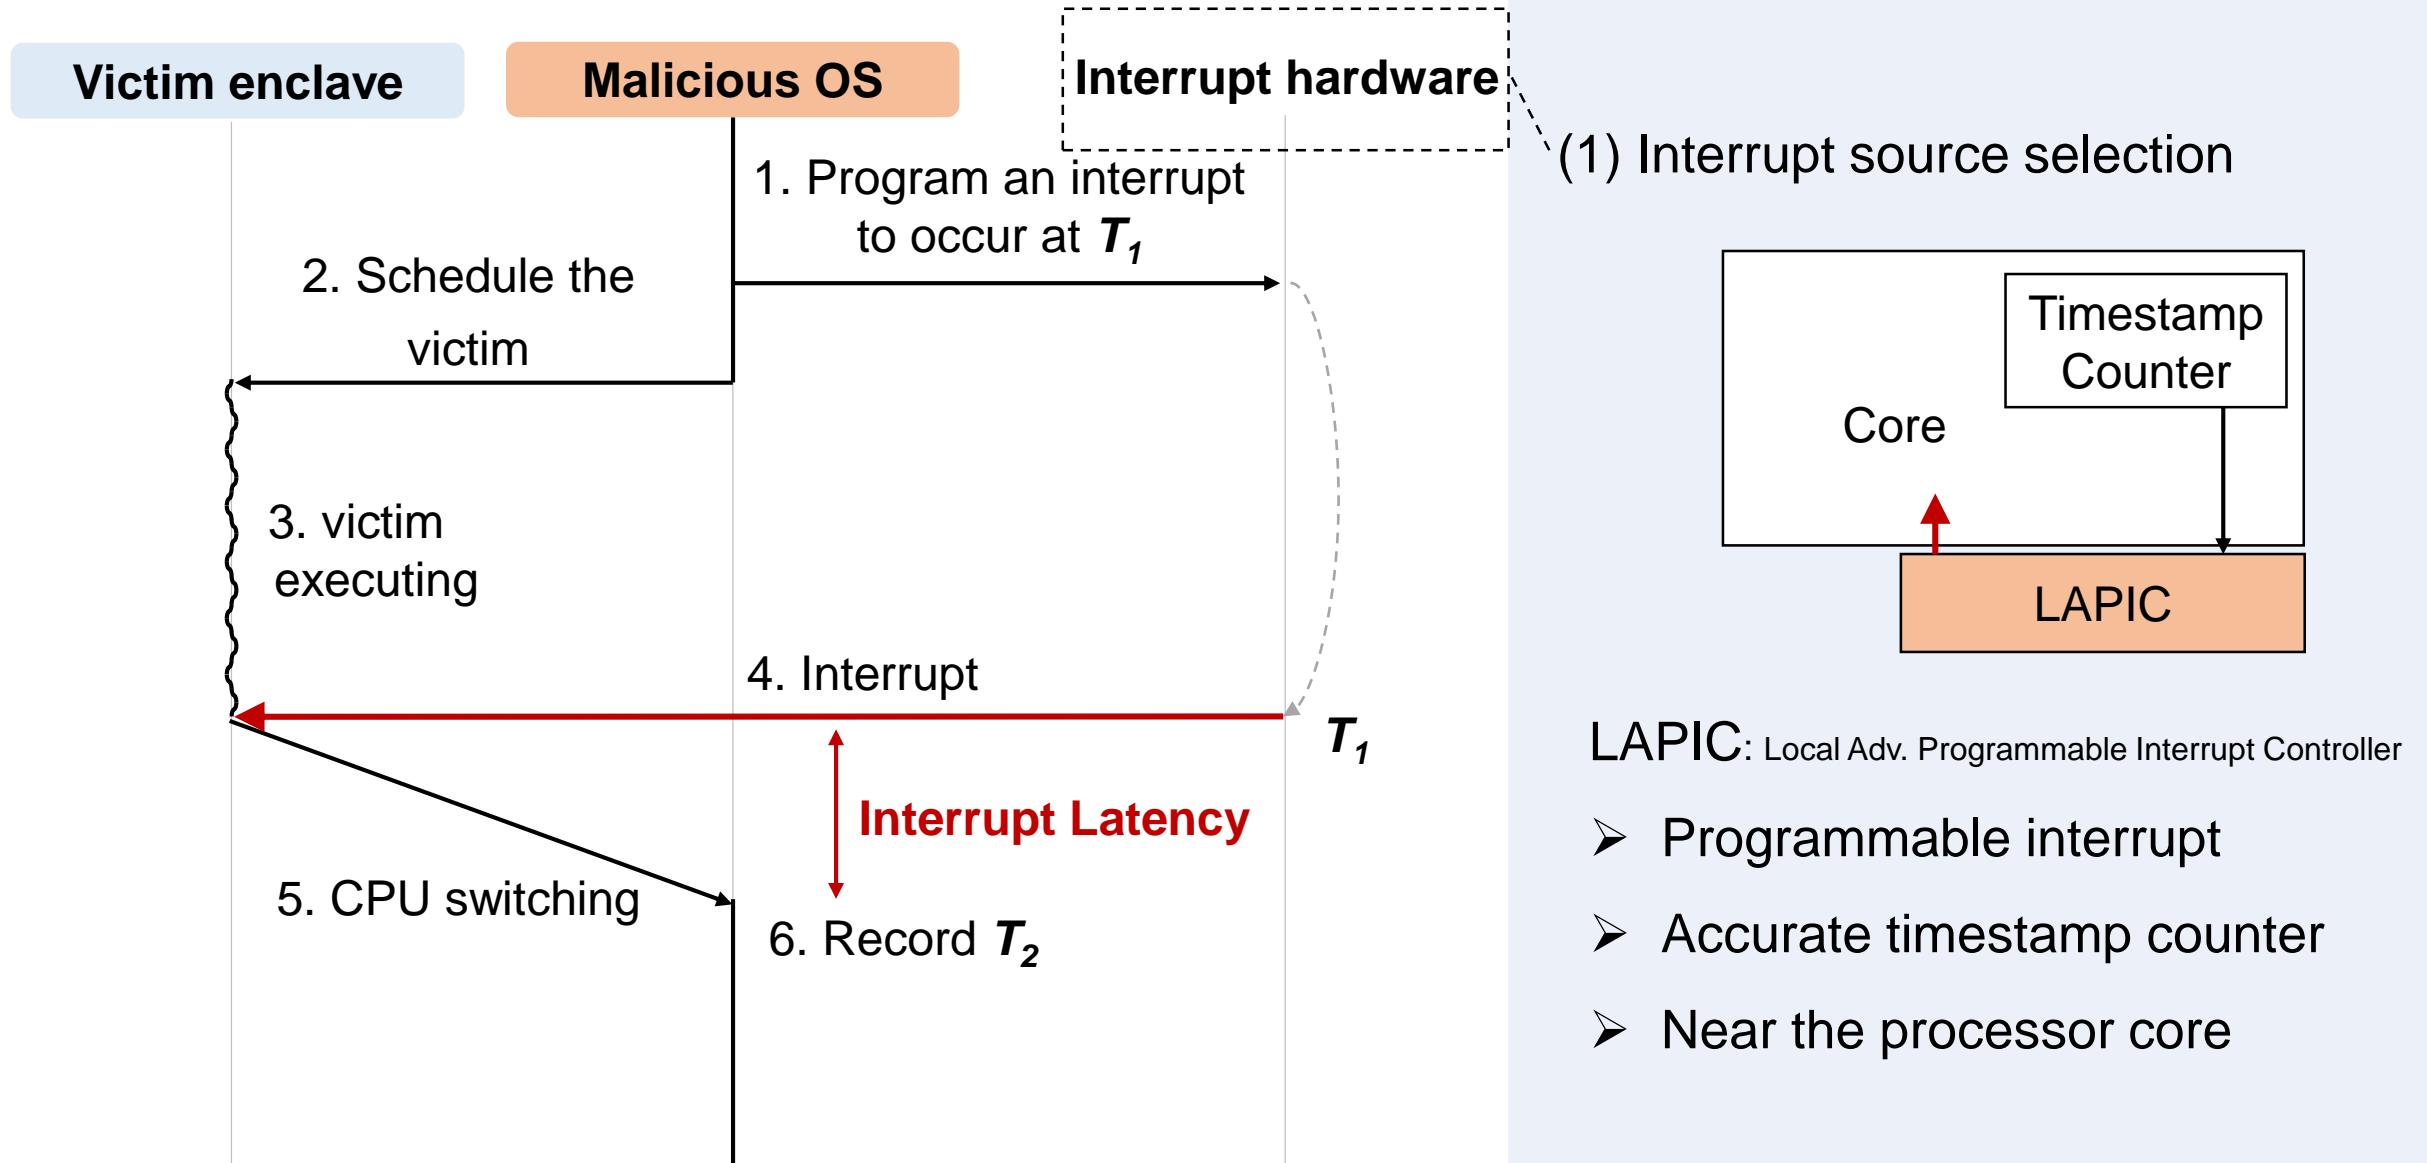 Victim enclave
Malicious OS
Interrupt hardware
1. Program an interrupt
to occur at T1
2. Schedule the
victim
3. victim
executing
4. Interrupt
T1
Interrupt Latency
5. CPU switching
6. Record T2
(1) Interrupt source selection
Timestamp
Counter
Core
LAPIC
LAPIC: Local Adv. Programmable Interrupt Controller
➢ Programmable interrupt
➢ Accurate timestamp counter
➢ Near the processor core